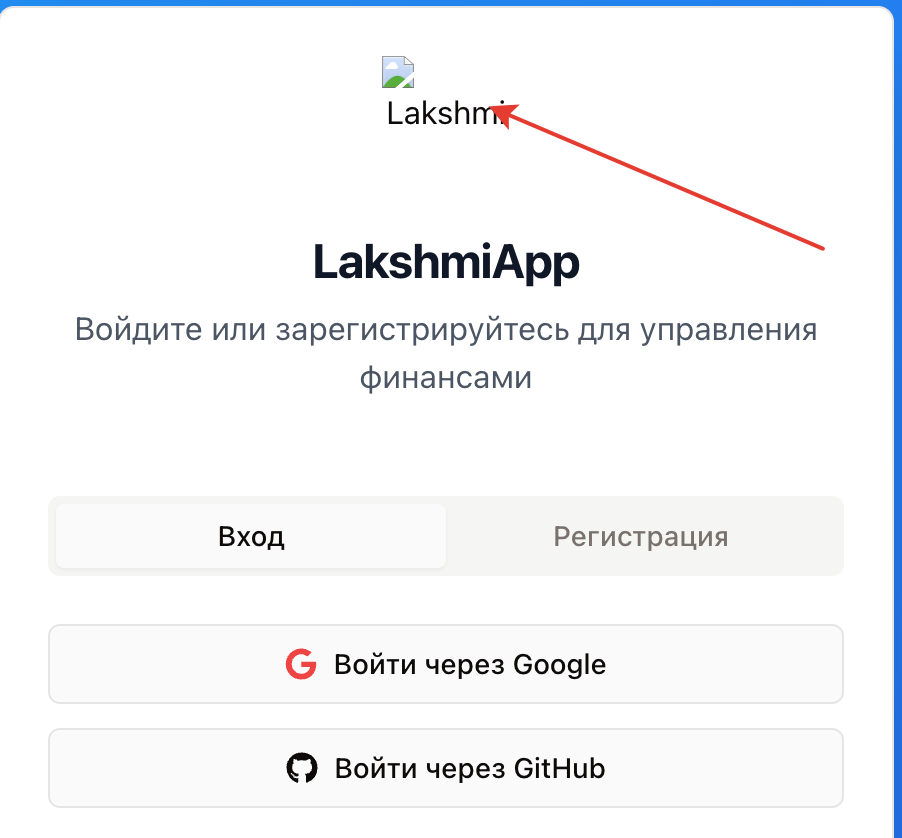 Lakshmi
LakshmiApp
Войдите или зарегистрируйтесь для управления
финансами
Вход
Регистрация
Войти через Google
Войти через GitHub